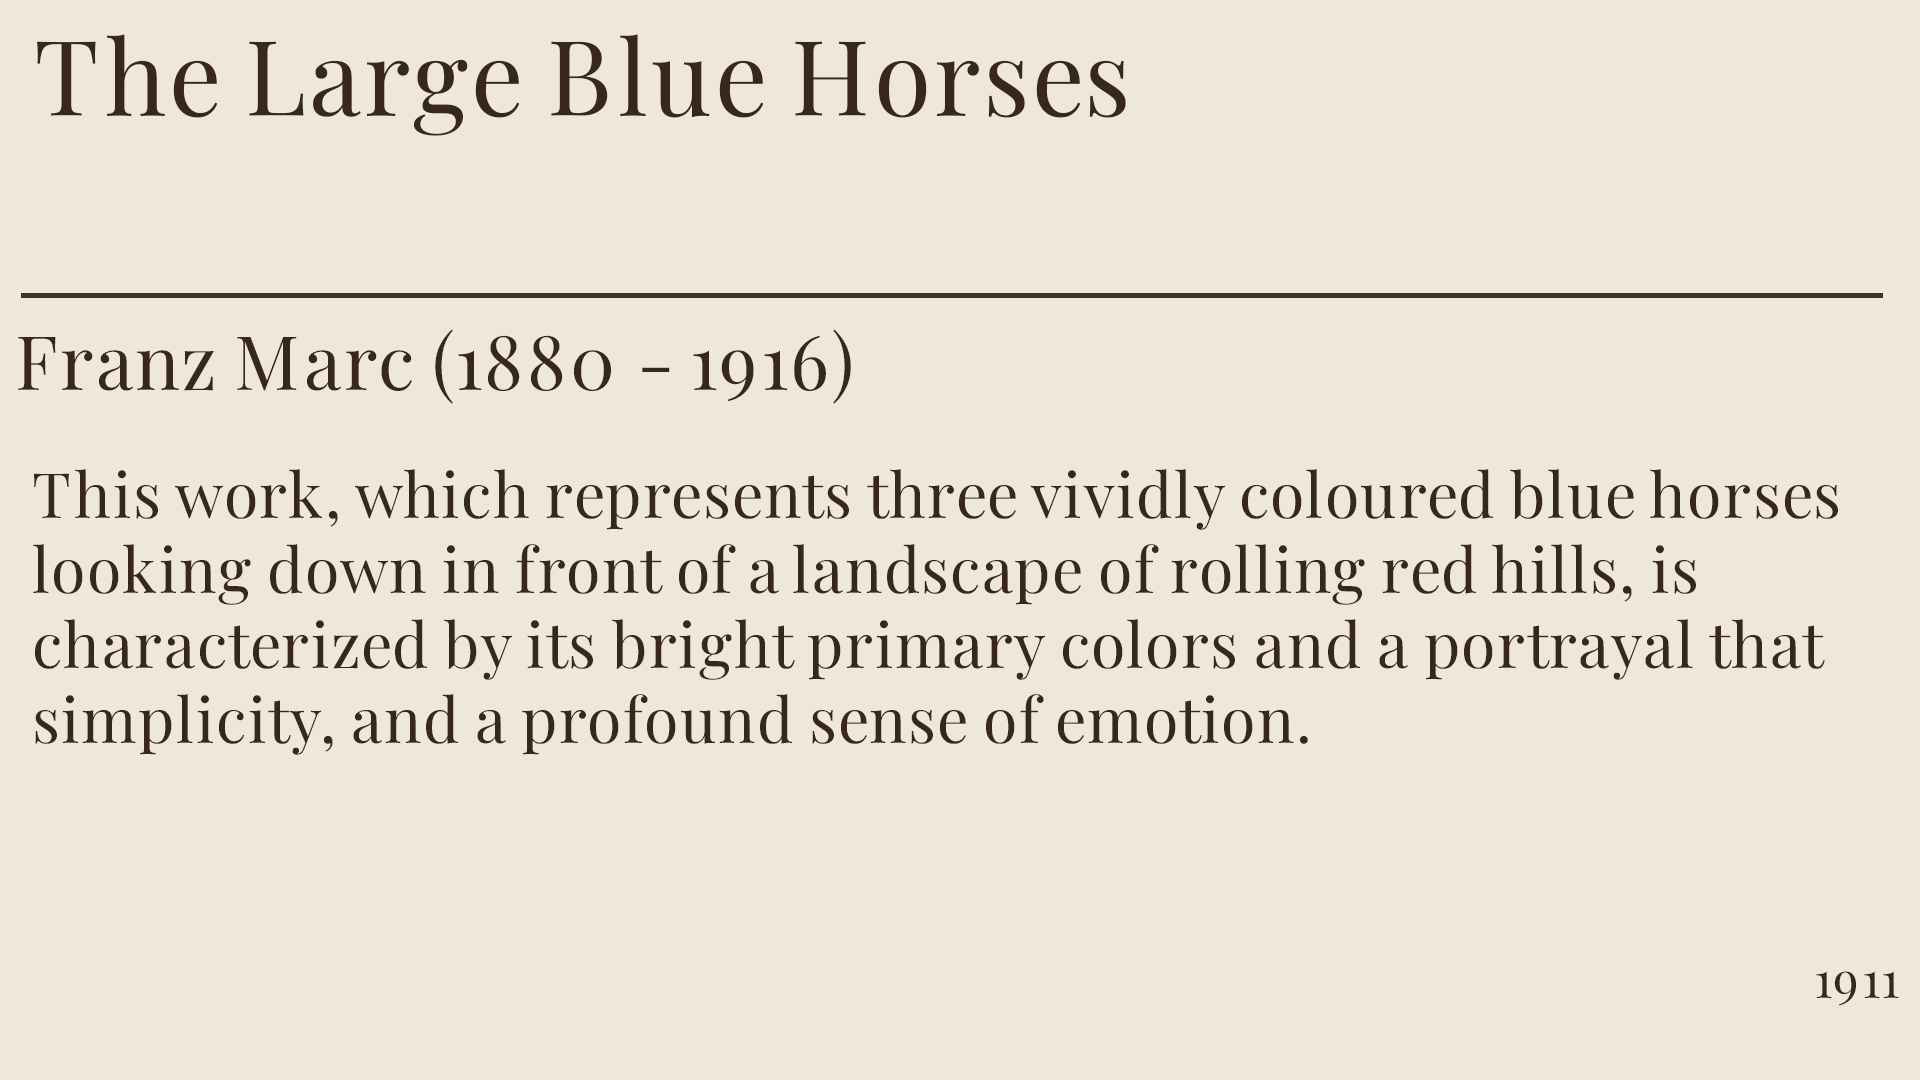 The Large Blue Horses
Franz Marc (1880 - 1916)
This work, which represents three vividly coloured blue horses
looking down in front of a landscape of rolling red hills, is
characterized by its bright primary colors and a portrayal that
simplicity, and a profound sense of emotion.
1911